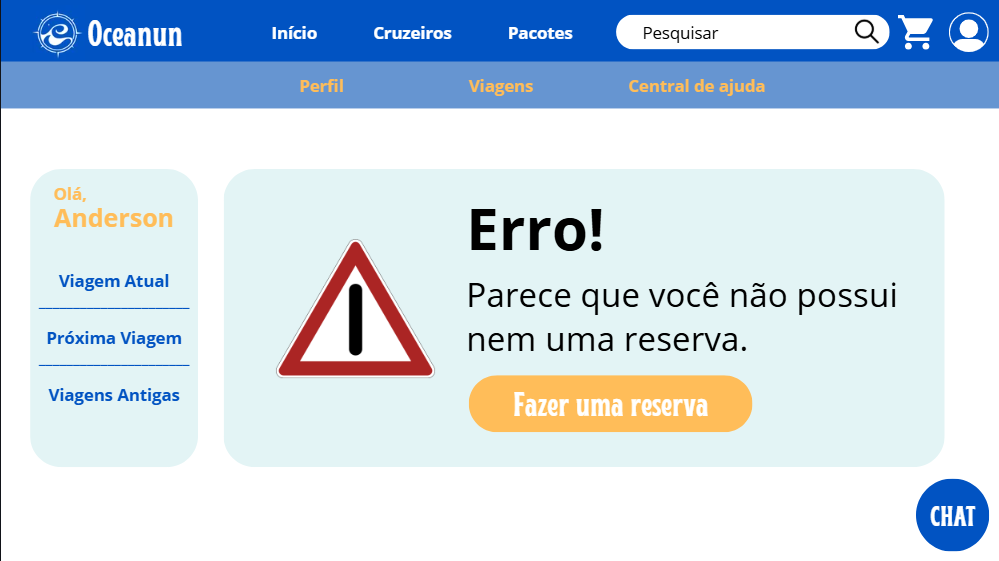 Oceanun
Início Cruzeiros Pacotes Pesquisar
Perfil Viagens Central de ajuda
Olá,
Anderson
Viagem Atual
Próxima Viagem
Viagens Antigas
Erro!
Parece que você não possui
nem uma reserva.
Fazer uma reserva
CHAT